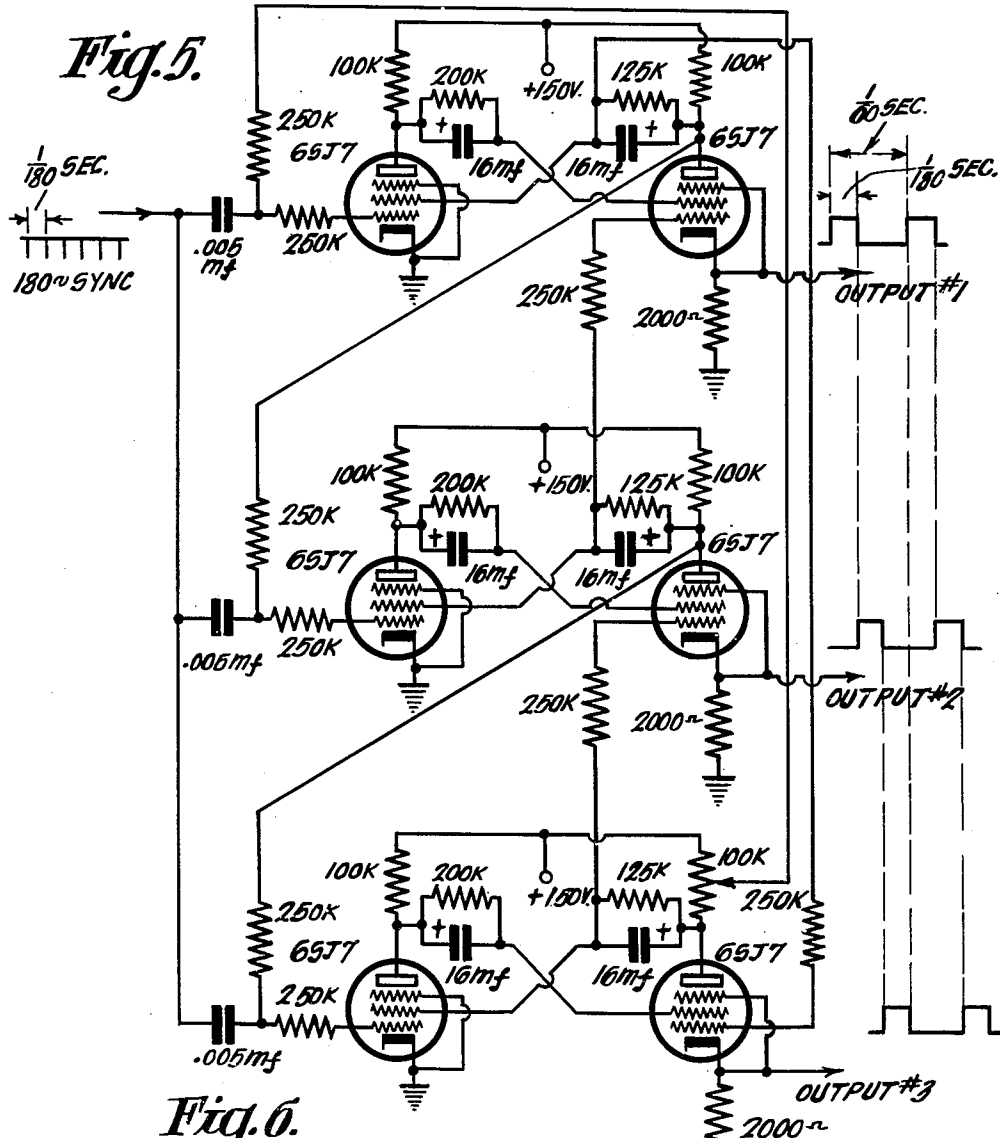 Fig.5.
100K
200K
+150V.
125K
100K
1/60 SEC.
250K
6SJ7
+
16mf
16mf
+
6SJ7
1/180 SEC.
1/180 SEC.
250K
.005
mf
180~SYNC
250K
2000Ω
OUTPUT #1
100K
200K
+150V.
125K
100K
250K
6SJ7
+
16mf
16mf
+
6SJ7
250K
.005mf
250K
2000Ω
OUTPUT #2
100K
200K
+150V.
125K
100K
250K
250K
6SJ7
+
16mf
16mf
+
6SJ7
250K
.005mf
OUTPUT #3
Fig.6.
2000Ω